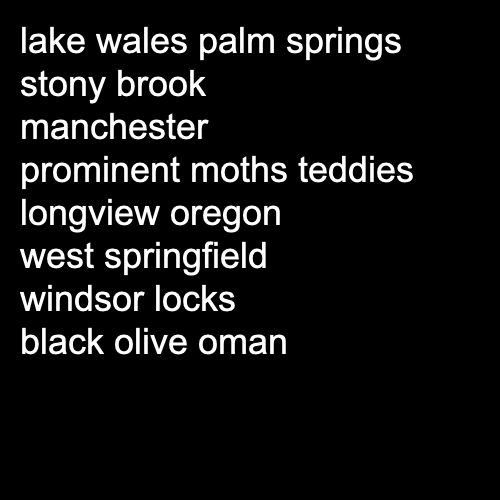 lake wales palm springs
stony brook
manchester
prominent moths teddies
longview oregon
west springfield
windsor locks
black olive oman